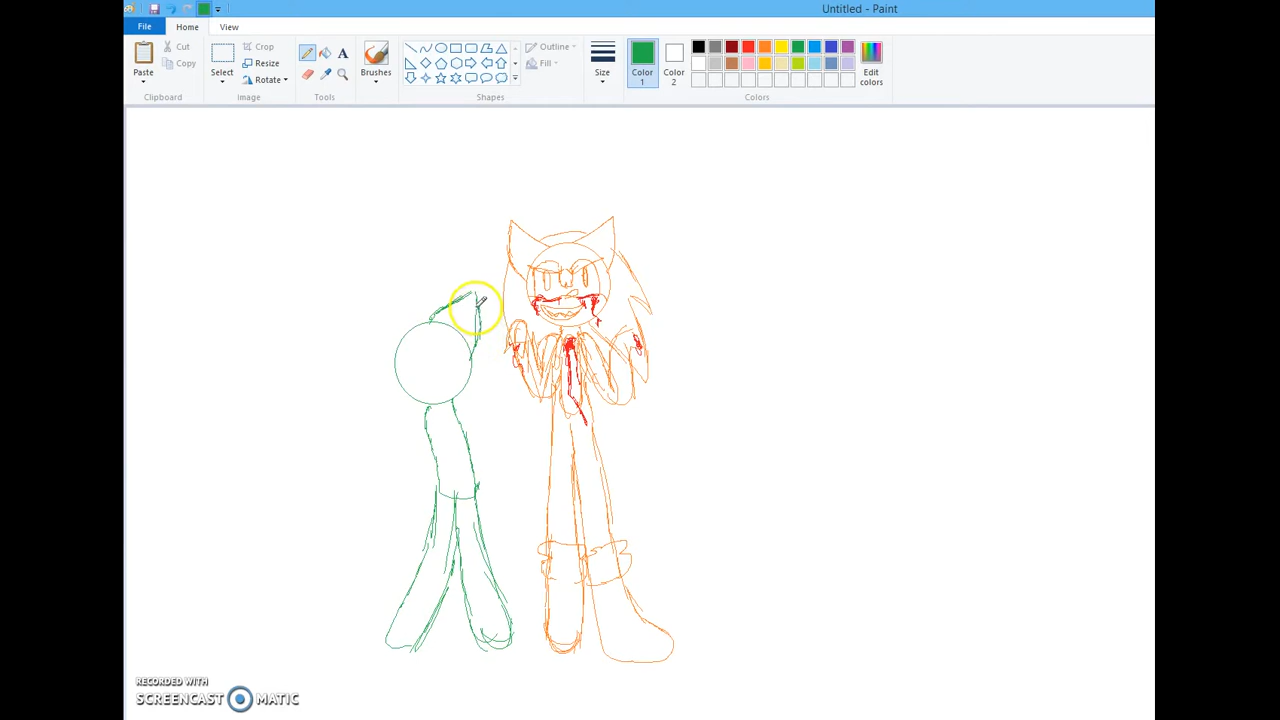 Untitled - Paint
File Home View
Paste
Cut
Copy
Clipboard
Select
Crop
Resize
Rotate
Image
A
Tools
Brushes
Outline
Fill
Shapes
Size
Color 1
Color 2
Edit colors
Colors
RECORDED WITH
SCREENCAST MATIC